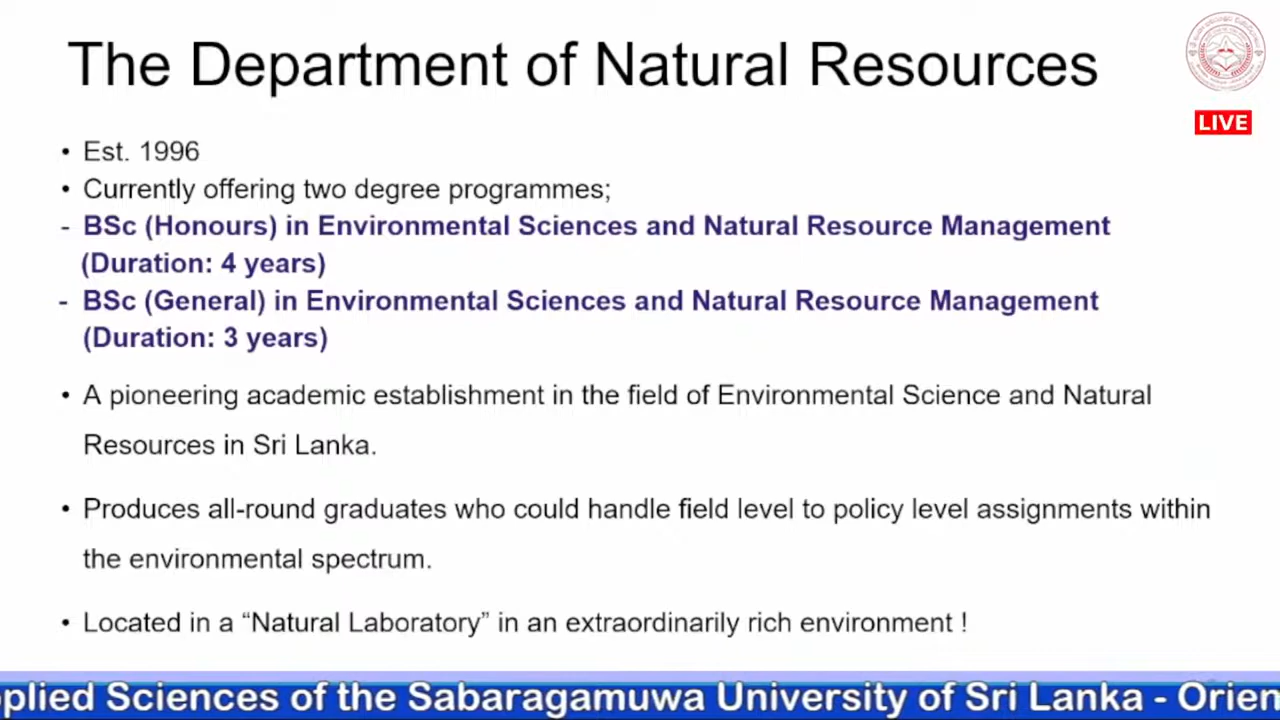 The Department of Natural Resources
LIVE
• Est. 1996
• Currently offering two degree programmes;
- BSc (Honours) in Environmental Sciences and Natural Resource Management
(Duration: 4 years)
- BSc (General) in Environmental Sciences and Natural Resource Management
(Duration: 3 years)
• A pioneering academic establishment in the field of Environmental Science and Natural
Resources in Sri Lanka.
• Produces all-round graduates who could handle field level to policy level assignments within
the environmental spectrum.
• Located in a “Natural Laboratory” in an extraordinarily rich environment !
pplied Sciences of the Sabaragamuwa University of Sri Lanka - Orien